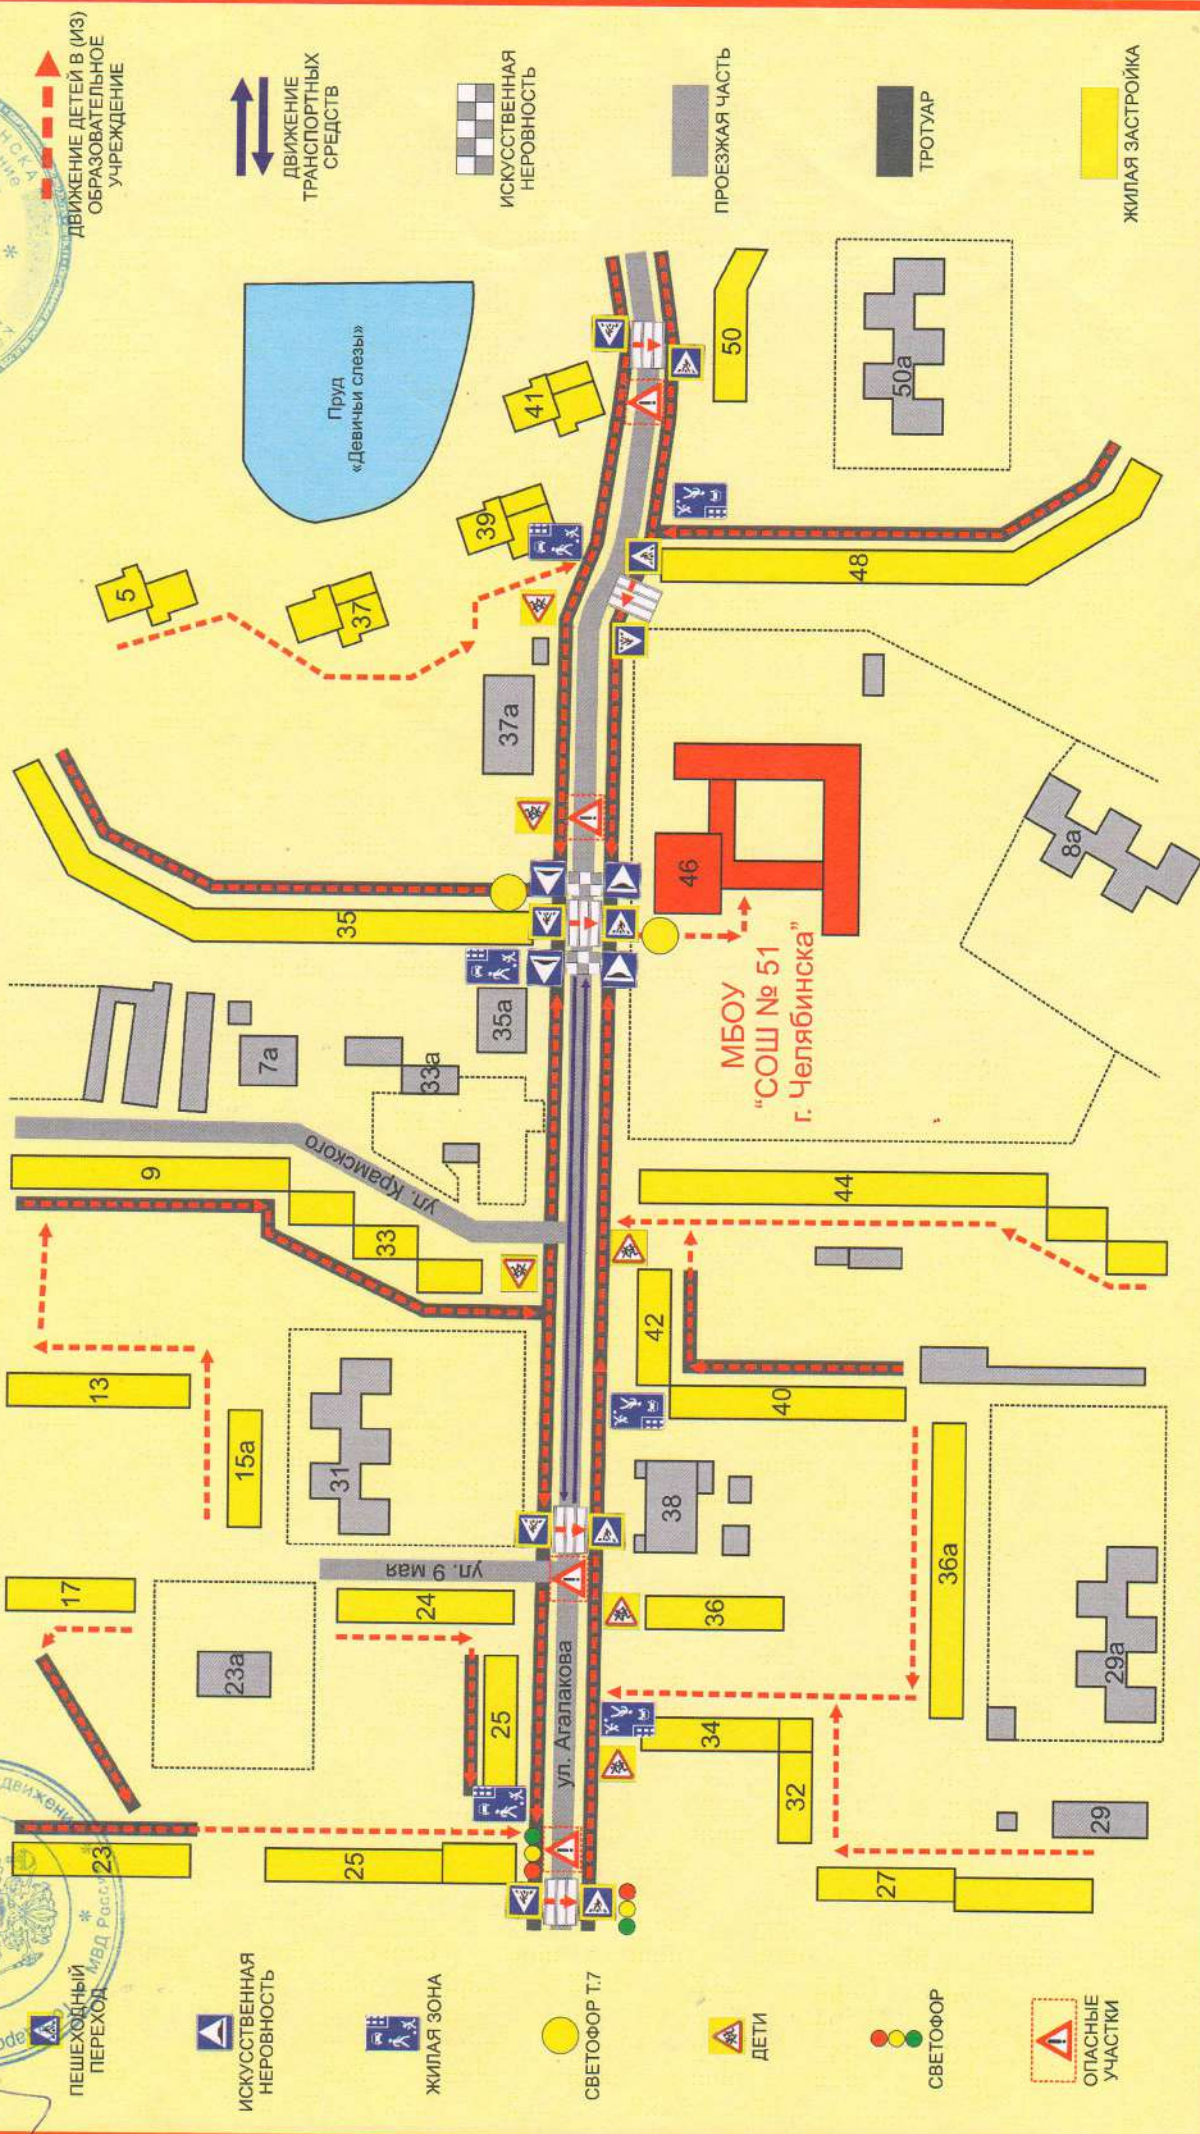 ДВИЖЕНИЕ ДЕТЕЙ В (ИЗ)
ОБРАЗОВАТЕЛЬНОЕ
УЧРЕЖДЕНИЕ
ДВИЖЕНИЕ
ТРАНСПОРТНЫХ
СРЕДСТВ
ИСКУССТВЕННАЯ
НЕРОВНОСТЬ
ПРОЕЗЖАЯ ЧАСТЬ
ТРОТУАР
ЖИЛАЯ ЗАСТРОЙКА
Пруд
«Девичьи слезы»
5
37
39
41
50
50а
48
37а
35
46
МБОУ
"СОШ № 51
г. Челябинска"
8а
35а
7а
33а
ул. Крамского
9
33
44
42
40
13
15а
31
38
36а
ул. 9 мая
17
24
36
23а
25
ул. Агалакова
34
32
29а
29
23
25
27
ПЕШЕХОДНЫЙ
ПЕРЕХОД
ИСКУССТВЕННАЯ
НЕРОВНОСТЬ
ЖИЛАЯ ЗОНА
СВЕТОФОР Т.7
ДЕТИ
СВЕТОФОР
ОПАСНЫЕ
УЧАСТКИ
МВД Росси